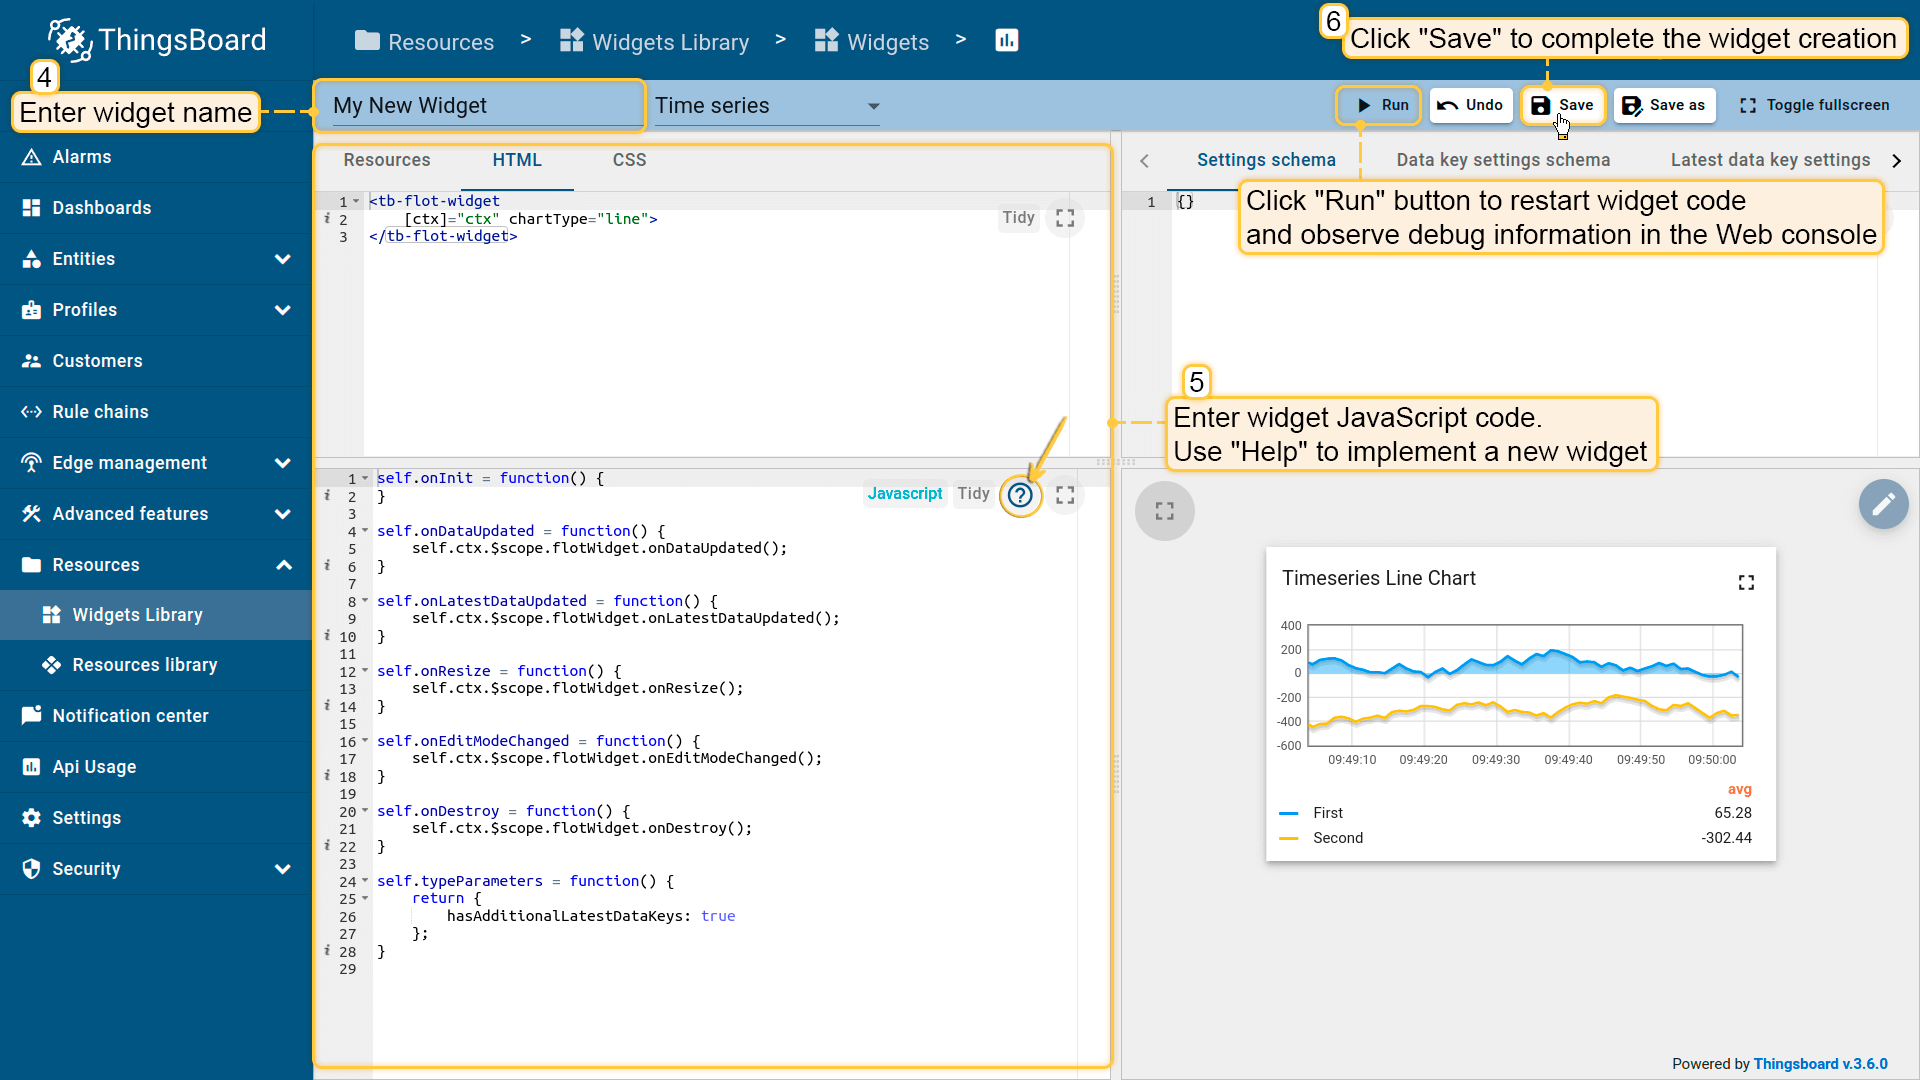 ThingsBoard
Resources > Widgets Library > Widgets >
6
Click "Save" to complete the widget creation
4
Enter widget name
My New Widget
Time series
Run
Undo
Save
Save as
Toggle fullscreen
Alarms
Dashboards
Entities
Profiles
Customers
Rule chains
Edge management
Advanced features
Resources
Widgets Library
Resources library
Notification center
Api Usage
Settings
Security
Resources HTML CSS
1 <tb-flot-widget
2 [ctx]="ctx" chartType="line">
3 </tb-flot-widget>
Tidy
Settings schema Data key settings schema Latest data key settings
1 {}
Click "Run" button to restart widget code
and observe debug information in the Web console
5
Enter widget JavaScript code.
Use "Help" to implement a new widget
Javascript Tidy
1 self.onInit = function() {
2 }
3
4 self.onDataUpdated = function() {
5 self.ctx.$scope.flotWidget.onDataUpdated();
6 }
7
8 self.onLatestDataUpdated = function() {
9 self.ctx.$scope.flotWidget.onLatestDataUpdated();
10 }
11
12 self.onResize = function() {
13 self.ctx.$scope.flotWidget.onResize();
14 }
15
16 self.onEditModeChanged = function() {
17 self.ctx.$scope.flotWidget.onEditModeChanged();
18 }
19
20 self.onDestroy = function() {
21 self.ctx.$scope.flotWidget.onDestroy();
22 }
23
24 self.typeParameters = function() {
25 return {
26 hasAdditionalLatestDataKeys: true
27 };
28 }
29
Timeseries Line Chart
400
200
0
-200
-400
-600
09:49:10 09:49:20 09:49:30 09:49:40 09:49:50 09:50:00
avg
First 65.28
Second -302.44
Powered by Thingsboard v.3.6.0